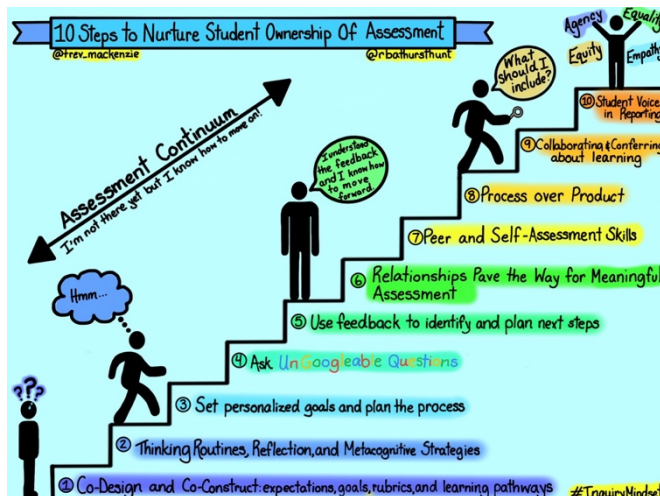 10 Steps to Nurture Student Ownership Of Assessment
@trev_mackenzie
@rbathursthunt
Agency
Equality
Equity
Empathy
What
should I
include?
Assessment Continuum
I'm not there yet but I know how to move on!
I understand
the feedback
and I know how
to move
forward.
Hmm...
???
10 Student Voice
in Reporting
9 Collaborating & Conferring
about learning
8 Process over Product
7 Peer and Self-Assessment Skills
6 Relationships Pave the Way for Meaningful
Assessment
5 Use feedback to identify and plan next steps
4 Ask UnGoogleable Questions
3 Set personalized goals and plan the process
2 Thinking Routines, Reflection, and Metacognitive Strategies
1 Co-Design and Co-Construct: expectations, goals, rubrics, and learning pathways
#InquiryMindset